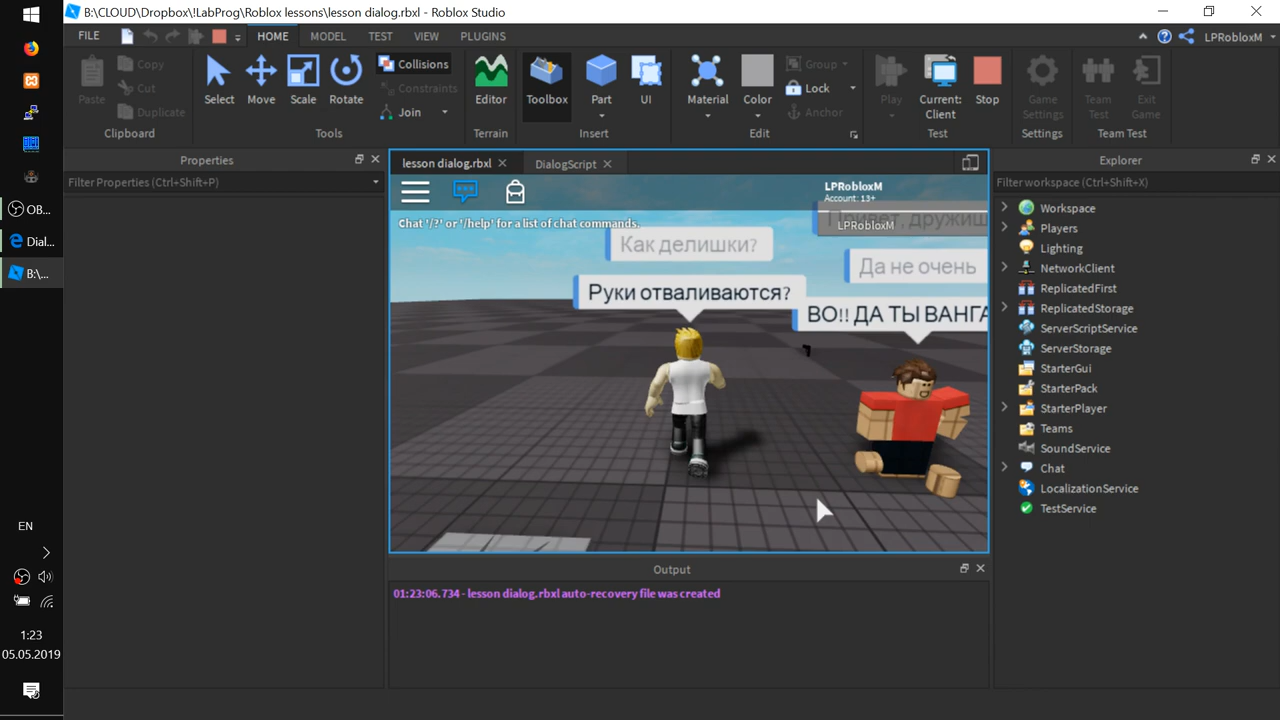 B:\CLOUD\Dropbox\!LabProg\Roblox lessons\lesson dialog.rbxl - Roblox Studio
FILE
HOME
MODEL
TEST
VIEW
PLUGINS
LPRobloxM
Paste
Copy
Cut
Duplicate
Clipboard
Select
Move
Scale
Rotate
Collisions
Constraints
Join
Tools
Editor
Terrain
Toolbox
Part
UI
Insert
Material
Color
Group
Lock
Anchor
Edit
Play
Current:
Client
Stop
Test
Game
Settings
Settings
Team
Test
Exit
Game
Team Test
OB...
Dial...
B:\...
EN
1:23
05.05.2019
Properties
Filter Properties (Ctrl+Shift+P)
lesson dialog.rbxl
DialogScript
LPRobloxM
Account: 13+
Chat '/?' or '/help' for a list of chat commands.
Привет, дружищ
LPRobloxM
Как делишки?
Да не очень
Руки отваливаются?
ВО!! ДА ТЫ ВАНГА
Output
01:23:06.734 - lesson dialog.rbxl auto-recovery file was created
Explorer
Filter workspace (Ctrl+Shift+X)
Workspace
Players
Lighting
NetworkClient
ReplicatedFirst
ReplicatedStorage
ServerScriptService
ServerStorage
StarterGui
StarterPack
StarterPlayer
Teams
SoundService
Chat
LocalizationService
TestService